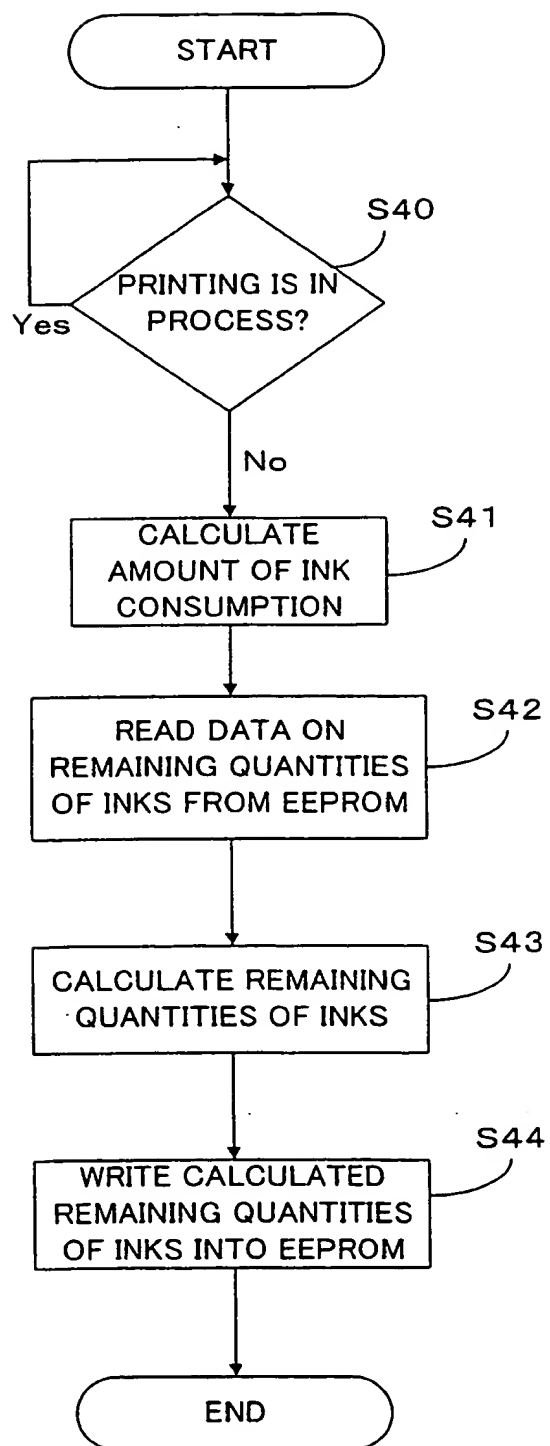 START
S40
PRINTING IS IN
PROCESS?
Yes
No
S41
CALCULATE
AMOUNT OF INK
CONSUMPTION
S42
READ DATA ON
REMAINING QUANTITIES
OF INKS FROM EEPROM
S43
CALCULATE REMAINING
QUANTITIES OF INKS
S44
WRITE CALCULATED
REMAINING QUANTITIES
OF INKS INTO EEPROM
END